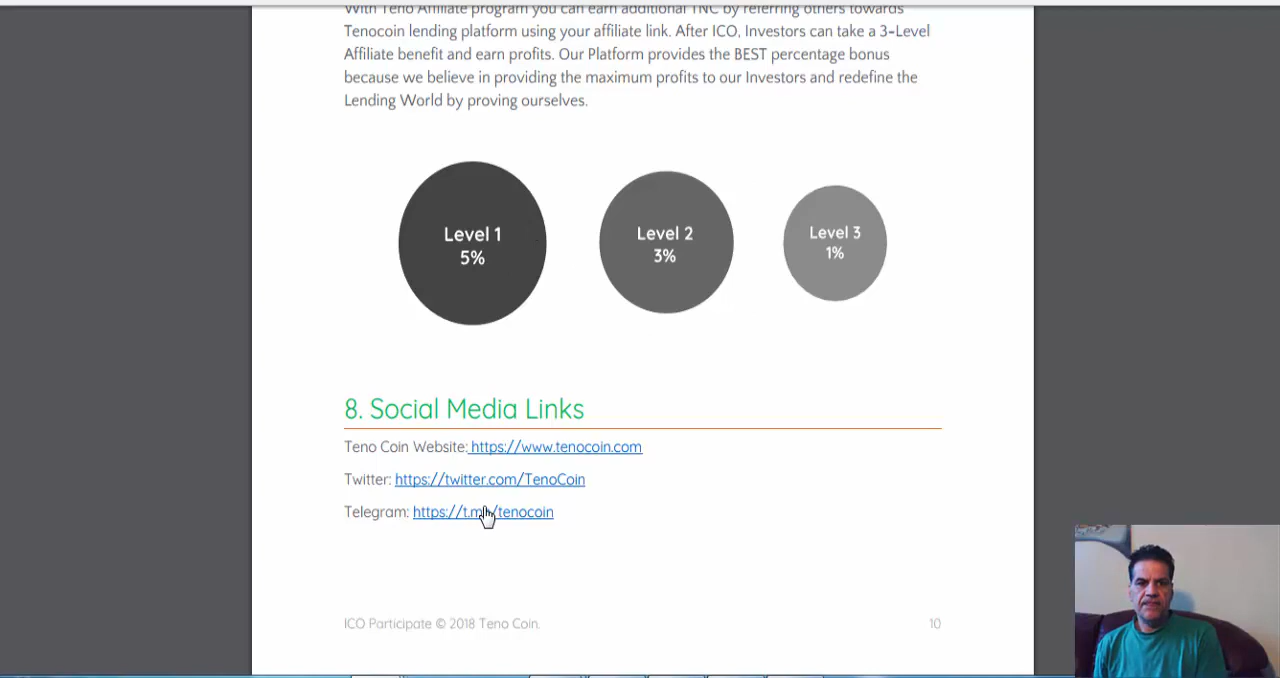 With Teno Affiliate program you can earn additional TNC by referring others towards
Tenocoin lending platform using your affiliate link. After ICO, Investors can take a 3-Level
Affiliate benefit and earn profits. Our Platform provides the BEST percentage bonus
because we believe in providing the maximum profits to our Investors and redefine the
Lending World by proving ourselves.
Level 1
5%
Level 2
3%
Level 3
1%
8. Social Media Links
Teno Coin Website: https://www.tenocoin.com
Twitter: https://twitter.com/TenoCoin
Telegram: https://t.me/tenocoin
ICO Participate © 2018 Teno Coin.
10